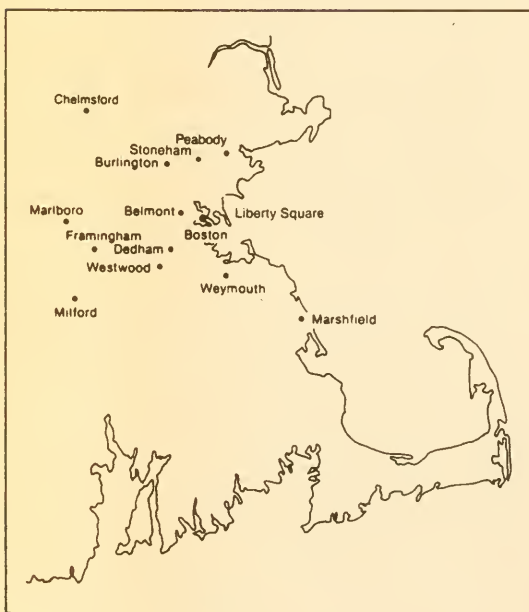 Chelmsford
Peabody
Stoneham
Burlington
Marlboro
Belmont
Liberty Square
Framingham
Boston
Dedham
Westwood
Weymouth
Milford
Marshfield